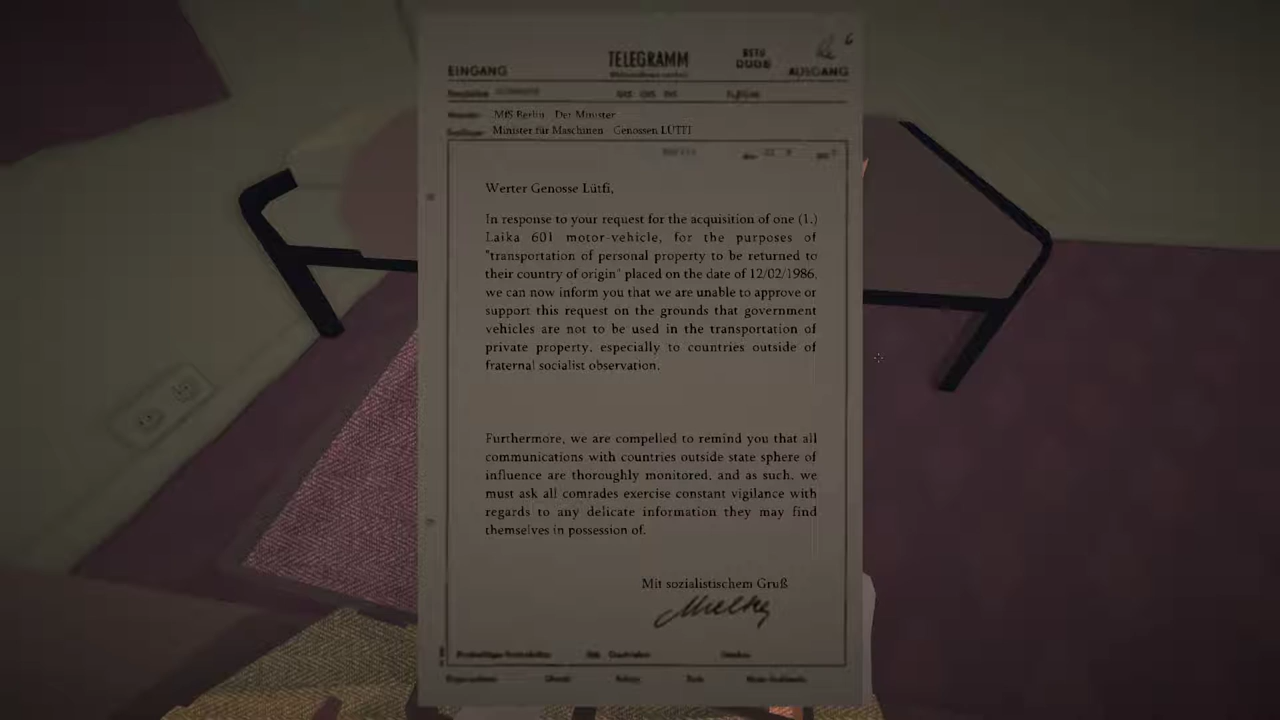 TELEGRAMM
EINGANG
AUSGANG
MfS Berlin Der Minister
Minister für Maschinen Genossen LÜTFI
Werter Genosse Lütfi,
In response to your request for the acquisition of one (1.)
Laika 601 motor-vehicle, for the purposes of
"transportation of personal property to be returned to
their country of origin" placed on the date of 12/02/1986,
we can now inform you that we are unable to approve or
support this request on the grounds that government
vehicles are not to be used in the transportation of
private property, especially to countries outside of
fraternal socialist observation.
Furthermore, we are compelled to remind you that all
communications with countries outside state sphere of
influence are thoroughly monitored, and as such, we
must ask all comrades exercise constant vigilance with
regards to any delicate information they may find
themselves in possession of.
Mit sozialistischem Gruß
Mielke